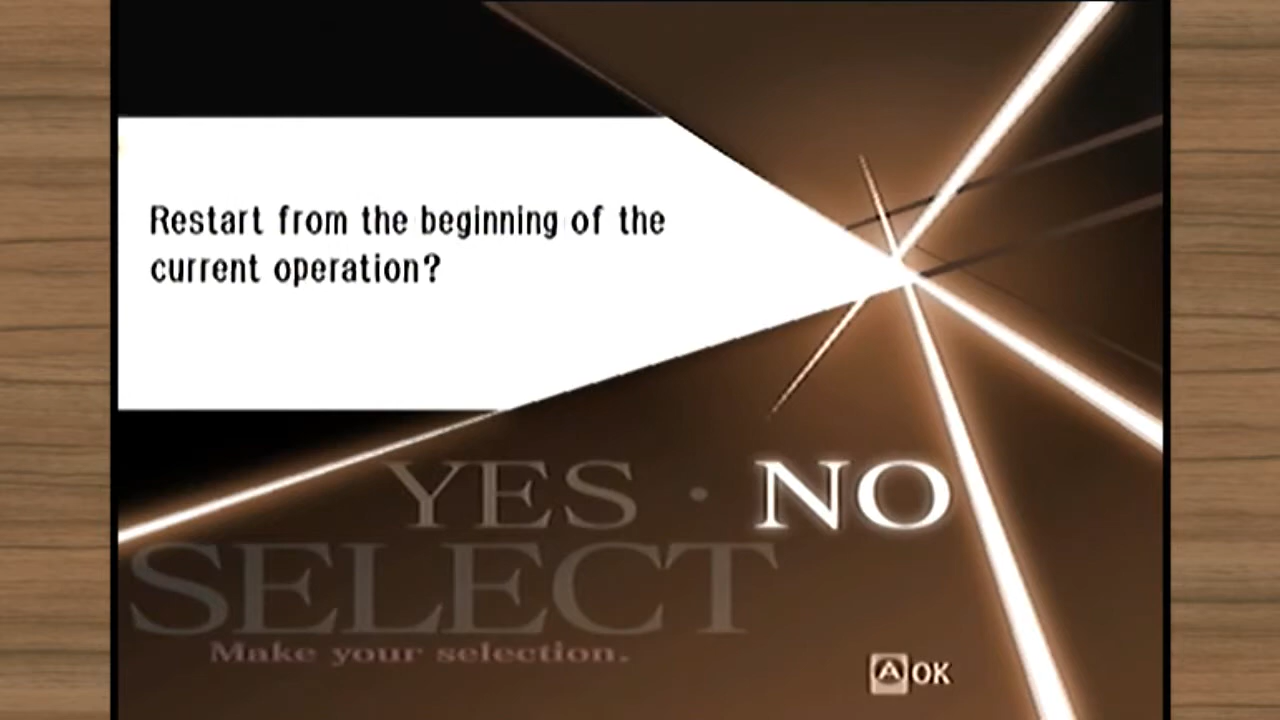 Restart from the beginning of the
current operation?
YES · NO
SELECT
Make your selection.
A OK